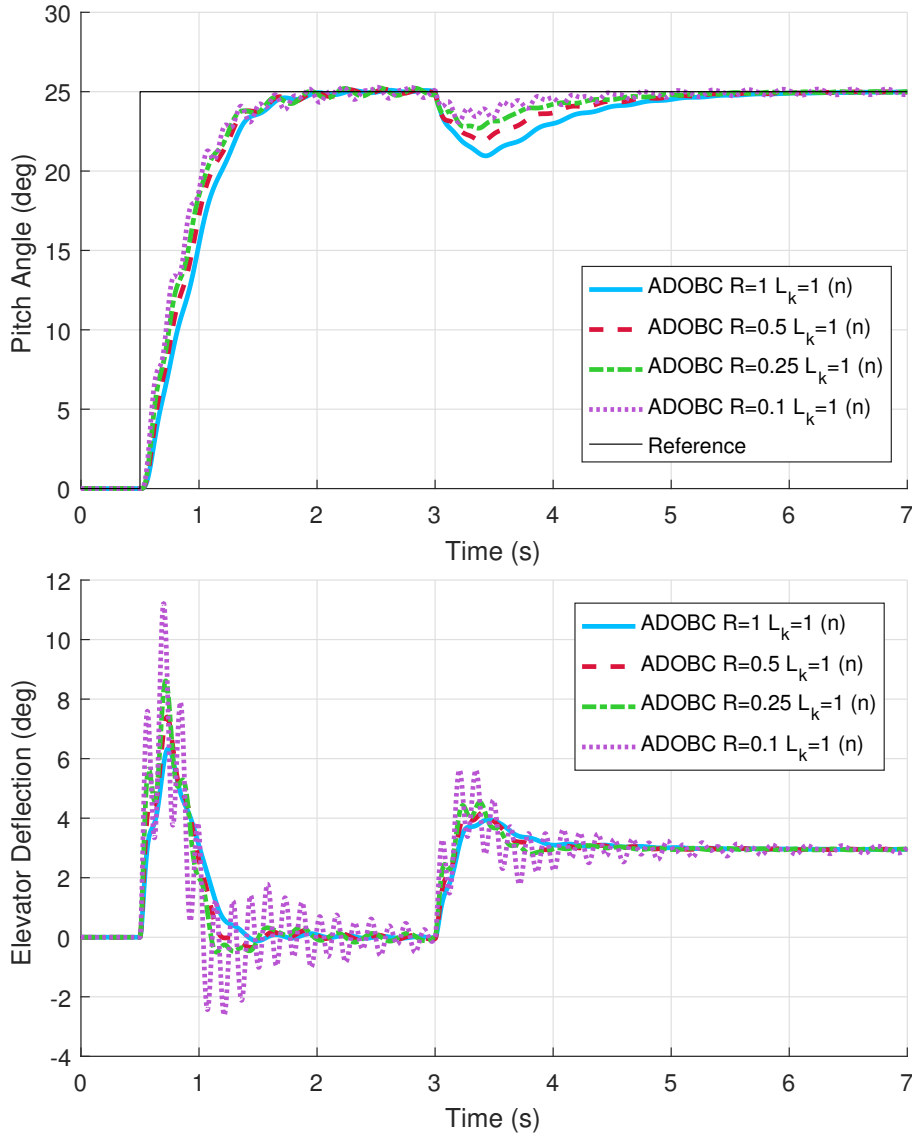 30
25
20
15
10
5
0
Pitch Angle (deg)
ADOBC R=1 L_k=1 (n)
ADOBC R=0.5 L_k=1 (n)
ADOBC R=0.25 L_k=1 (n)
ADOBC R=0.1 L_k=1 (n)
Reference
0 1 2 3 4 5 6 7
Time (s)
12
10
8
6
4
2
0
-2
-4
Elevator Deflection (deg)
ADOBC R=1 L_k=1 (n)
ADOBC R=0.5 L_k=1 (n)
ADOBC R=0.25 L_k=1 (n)
ADOBC R=0.1 L_k=1 (n)
0 1 2 3 4 5 6 7
Time (s)